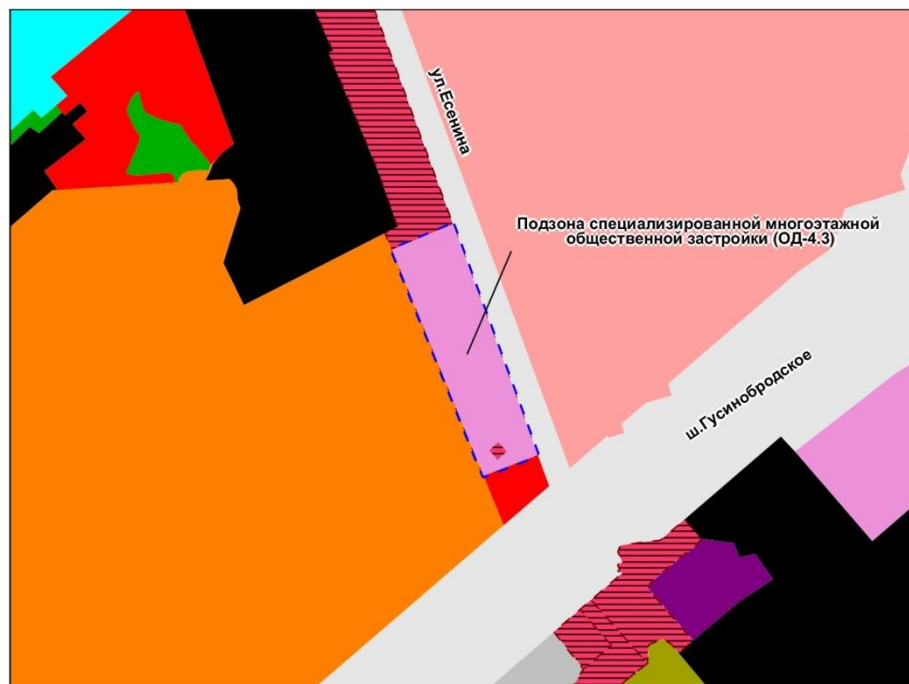 ул.Есенина
Подзона специализированной многоэтажной
общественной застройки (ОД-4.3)
ш.Гусинобродское